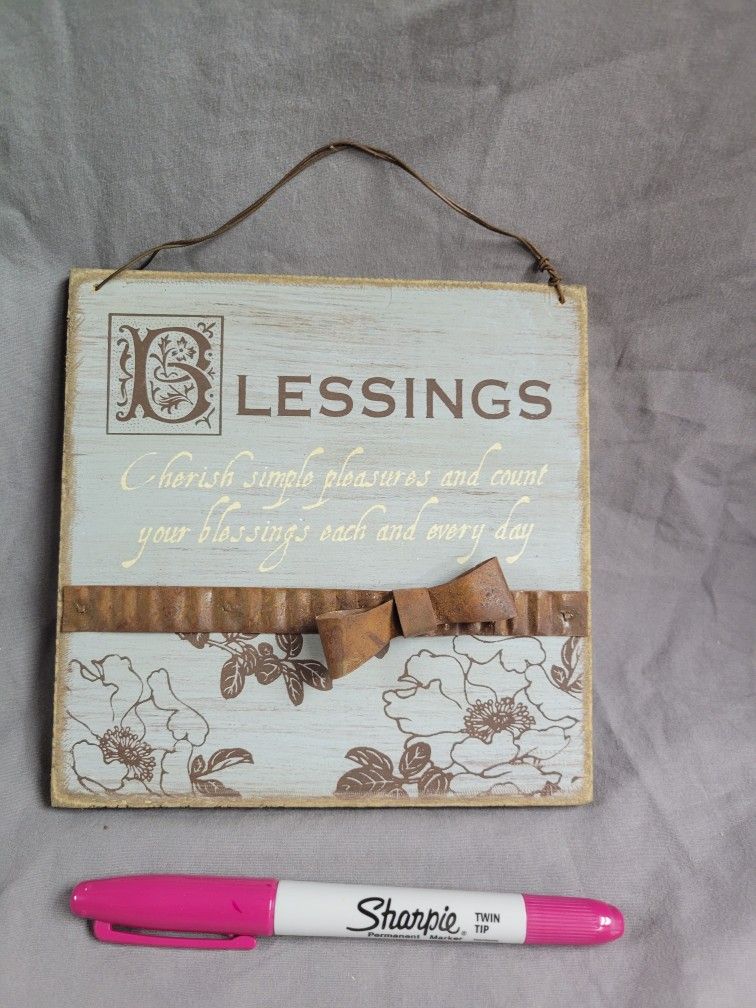 BLESSINGS
Cherish simple pleasures and count
your blessings each and every day
Sharpie® TWIN
Permanent Marker TIP